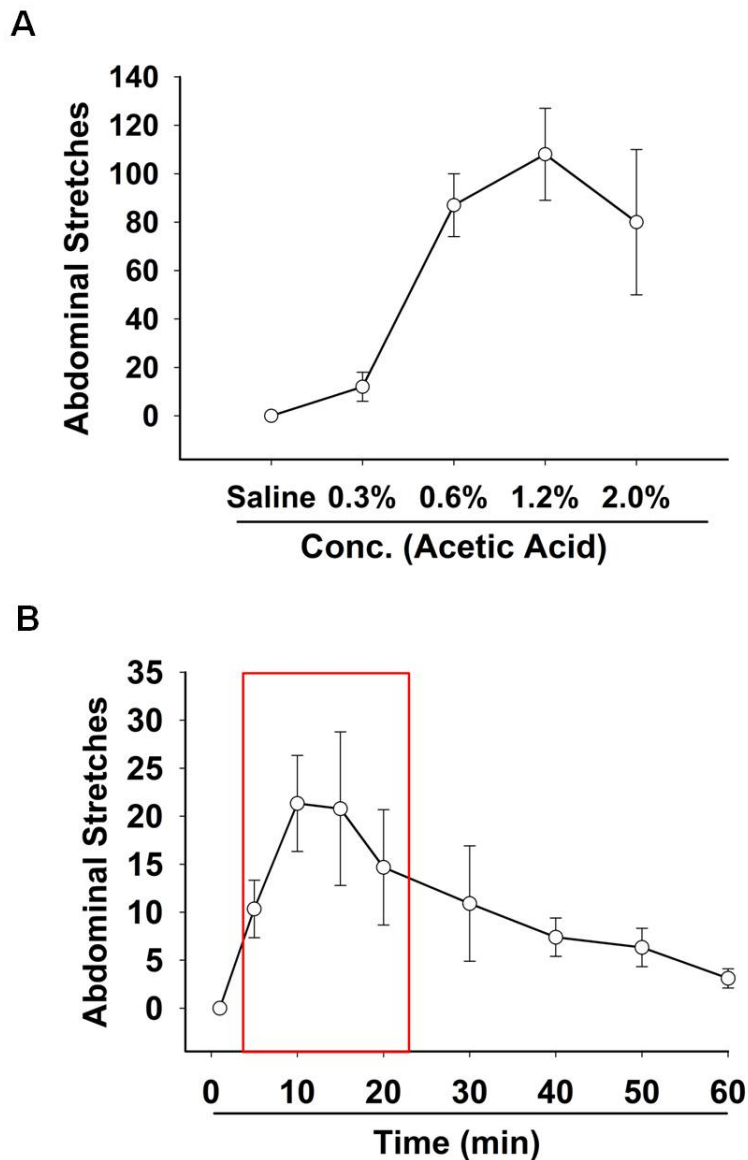 A
Abdominal Stretches
140
120
100
80
60
40
20
0
Saline 0.3% 0.6% 1.2% 2.0%
Conc. (Acetic Acid)
B
Abdominal Stretches
35
30
25
20
15
10
5
0
0 10 20 30 40 50 60
Time (min)